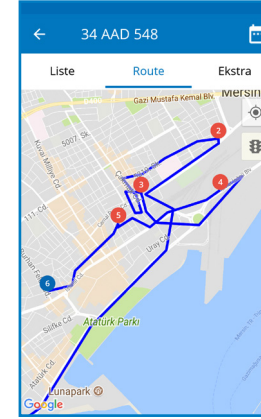 34 AAD 548
Liste
Route
Ekstra
Gazi Mustafa Kemal Blv.
Mersin
5007. Sk
Kuvai Milliye Cd.
2
3
4
111. Cd.
5
Uray Cd.
6
Silifke Cd
Atatürk Parkı
Atatürk Cd.
Lunapark
Google